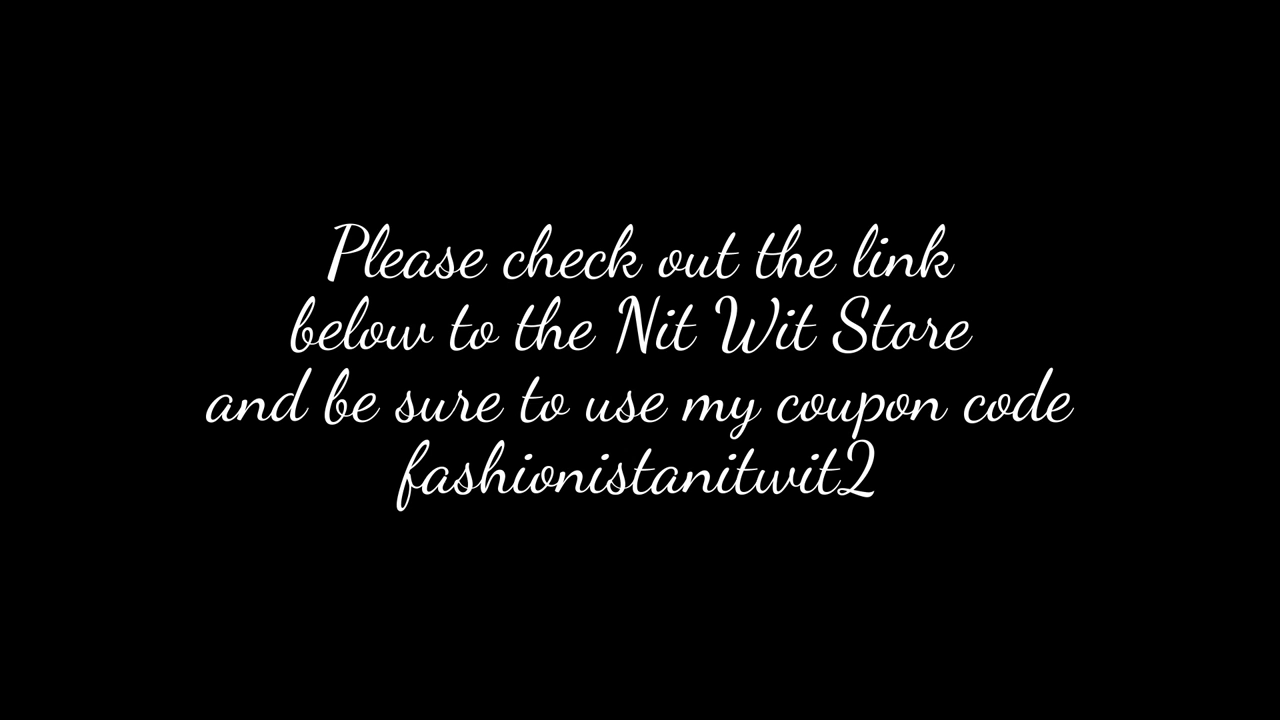 Please check out the link
below to the Nit Wit Store
and be sure to use my coupon code
fashionistanitwit2